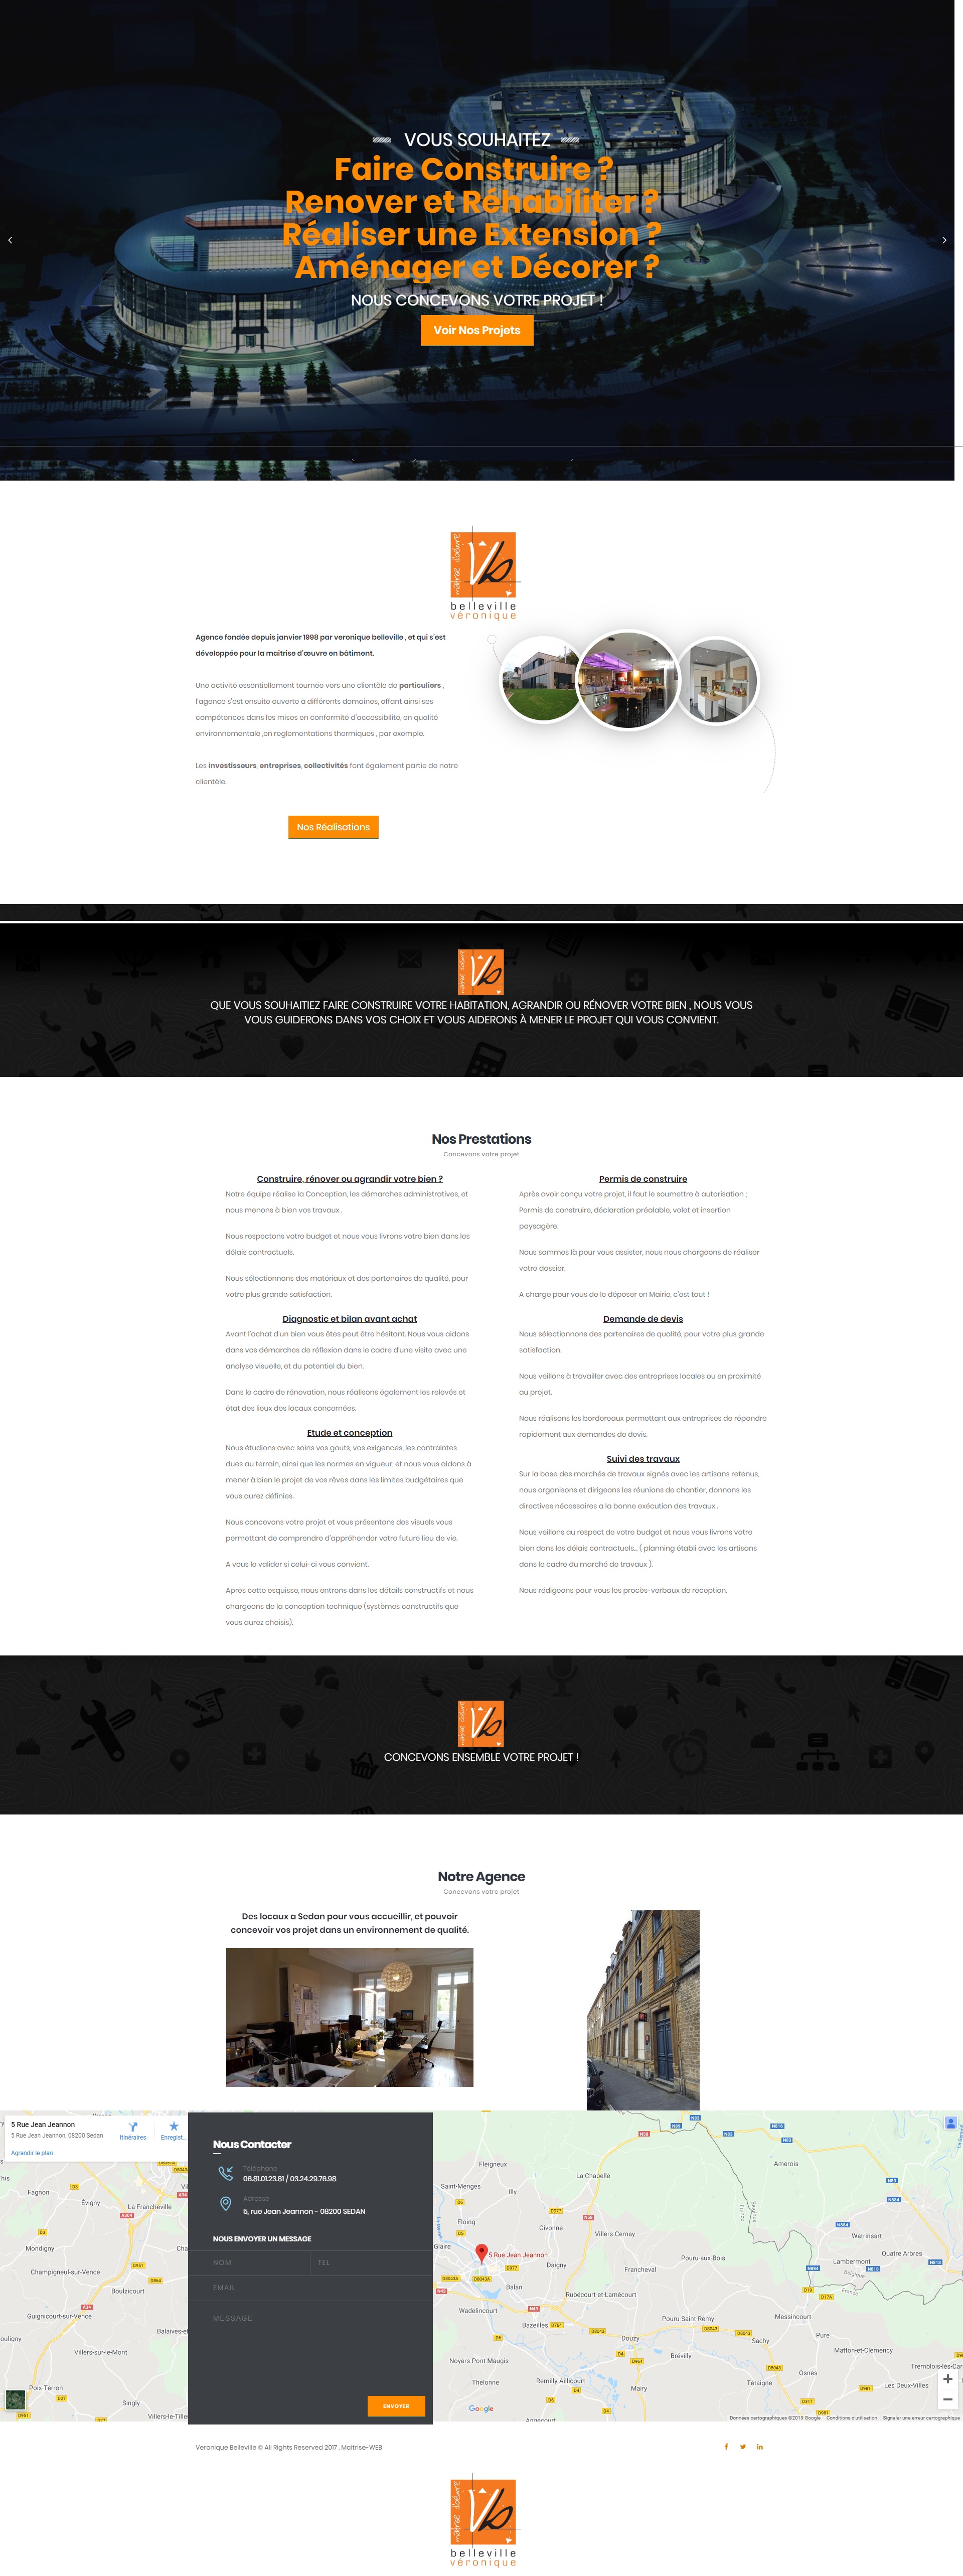 VOUS SOUHAITEZ
Faire Construire ?
Renover et Réhabiliter ?
Réaliser une Extension ?
Aménager et Décorer ?
NOUS CONCEVONS VOTRE PROJET !
Voir Nos Projets
maîtrise d'oeuvre
Vb
belleville
véronique
Agence fondée depuis janvier 1998 par veronique belleville , et qui s'est
développée pour la maitrise d'œuvre en bâtiment.
Une activité essentiellement tournée vers une clientèle de particuliers ,
l'agence s'est ensuite ouverte à différents domaines, offant ainsi ses
compétences dans les mises en conformité d'accessibilité, en qualité
environnementale ,en reglementations thermiques , par exemple.
Les investisseurs, entreprises, collectivités font également partie de notre
clientèle.
Nos Réalisations
QUE VOUS SOUHAITIEZ FAIRE CONSTRUIRE VOTRE HABITATION, AGRANDIR OU RÉNOVER VOTRE BIEN , NOUS VOUS
VOUS GUIDERONS DANS VOS CHOIX ET VOUS AIDERONS À MENER LE PROJET QUI VOUS CONVIENT.
Nos Prestations
Concevons votre projet
Construire, rénover ou agrandir votre bien ?
Notre équipe réalise la Conception, les démarches administratives, et
nous menons à bien vos travaux .
Nous respectons votre budget et nous vous livrons votre bien dans les
délais contractuels.
Nous sélectionnons des matériaux et des partenaires de qualité, pour
votre plus grande satisfaction.
Diagnostic et bilan avant achat
Avant l'achat d'un bien vous êtes peut être hésitant. Nous vous aidons
dans vos démarches de réflexion dans le cadre d'une visite avec une
analyse visuelle, et du potentiel du bien.
Dans le cadre de rénovation, nous réalisons également les relevés et
état des lieux des locaux concernées.
Etude et conception
Nous étudions avec soins vos gouts, vos exigences, les contraintes
dues au terrain, ainsi que les normes en vigueur, et nous vous aidons à
mener à bien le projet de vos rêves dans les limites budgétaires que
vous aurez définies.
Nous concevons votre projet et vous présentons des visuels vous
permettant de comprendre d'appréhender votre future lieu de vie.
A vous le valider si celui-ci vous convient.
Après cette esquisse, nous entrons dans les détails constructifs et nous
chargeons de la conception technique (systèmes constructifs que
vous aurez choisis).
Permis de construire
Après avoir conçu votre projet, il faut le soumettre à autorisation ;
Permis de construire, déclaration préalable, volet et insertion
paysagère.
Nous sommes là pour vous assister, nous nous chargeons de réaliser
votre dossier.
A charge pour vous de le déposer en Mairie, c'est tout !
Demande de devis
Nous sélectionnons des partenaires de qualité, pour votre plus grande
satisfaction.
Nous veillons à travailler avec des entreprises locales ou en proximité
au projet.
Nous réalisons les bordereaux permettant aux entreprises de répondre
rapidement aux demandes de devis.
Suivi des travaux
Sur la base des marchés de travaux signés avec les artisans retenus,
nous organisons et dirigeons les réunions de chantier, donnons les
directives nécessaires a la bonne exécution des travaux .
Nous veillons au respect de votre budget et nous vous livrons votre
bien dans les délais contractuels... ( planning établi avec les artisans
dans le cadre du marché de travaux ).
Nous rédigeons pour vous les procès-verbaux de réception.
CONCEVONS ENSEMBLE VOTRE PROJET !
Notre Agence
Concevons votre projet
Des locaux a Sedan pour vous accueillir, et pouvoir
concevoir vos projet dans un environnement de qualité.
5 Rue Jean Jeannon
5 Rue Jean Jeannon, 08200 Sedan
Itinéraires
Enregist...
Agrandir le plan
Fagnon
Évigny
La Francheville
Mondigny
Champigneul-sur-Vence
Boulzicourt
Guignicourt-sur-Vence
Balaives-et
Villers-sur-le-Mont
Poix-Terron
Singly
Villers-le-Til
Nous Contacter
Téléphone
06.81.01.23.81 / 03.24.29.76.98
Adresse
5, rue Jean Jeannon - 08200 SEDAN
NOUS ENVOYER UN MESSAGE
NOM
TEL
EMAIL
MESSAGE
ENVOYER
Fleigneux
La Chapelle
Saint-Menges
Illy
Floing
Givonne
Villers-Cernay
Glaire
5 Rue Jean Jeannon
Daigny
Francheval
Pouru-aux-Bois
Balan
Rubécourt-et-Lamécourt
Wadelincourt
Bazeilles
Pouru-Saint-Remy
Douzy
Noyers-Pont-Maugis
Brévilly
Remilly-Aillicourt
Mairy
Thelonne
Angecourt
Amerois
Watrinsart
Quatre Arbres
Lambermont
Belgique
France
Messincourt
Pure
Sachy
Matton-et-Clémency
Osnes
Tétaigne
Tremblois-lès-Car
Les Deux-Villes
Google
Données cartographiques ©2019 Google
Conditions d'utilisation
Signaler une erreur cartographique
Veronique Belleville © All Rights Reserved 2017 , Maitrise-WEB
maîtrise d'oeuvre
Vb
belleville
véronique